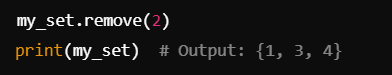 my_set.remove(2)
print(my_set)  # Output: {1, 3, 4}